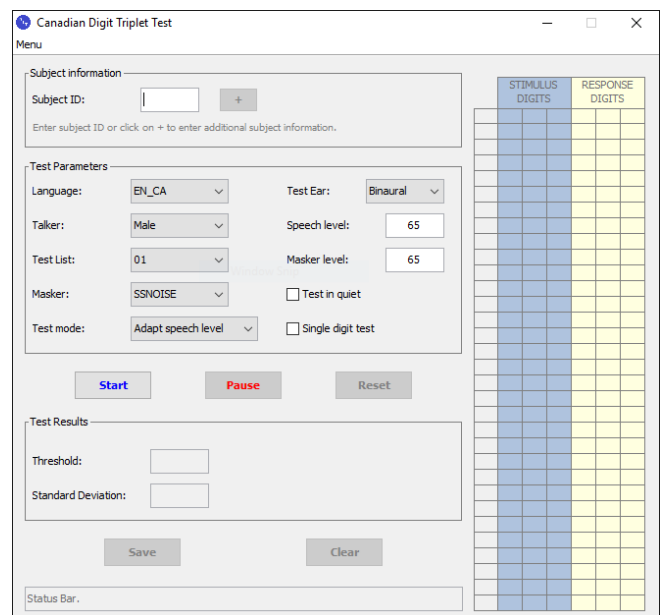 Canadian Digit Triplet Test
Menu
Subject information
Subject ID:
+
Enter subject ID or click on + to enter additional subject information.
Test Parameters
Language: EN_CA Test Ear: Binaural
Talker: Male Speech level: 65
Test List: 01 Masker level: 65
Masker: SSNOISE Test in quiet
Test mode: Adapt speech level Single digit test
Start Pause Reset
Test Results
Threshold:
Standard Deviation:
Save Clear
Status Bar.
STIMULUS RESPONSE
DIGITS DIGITS